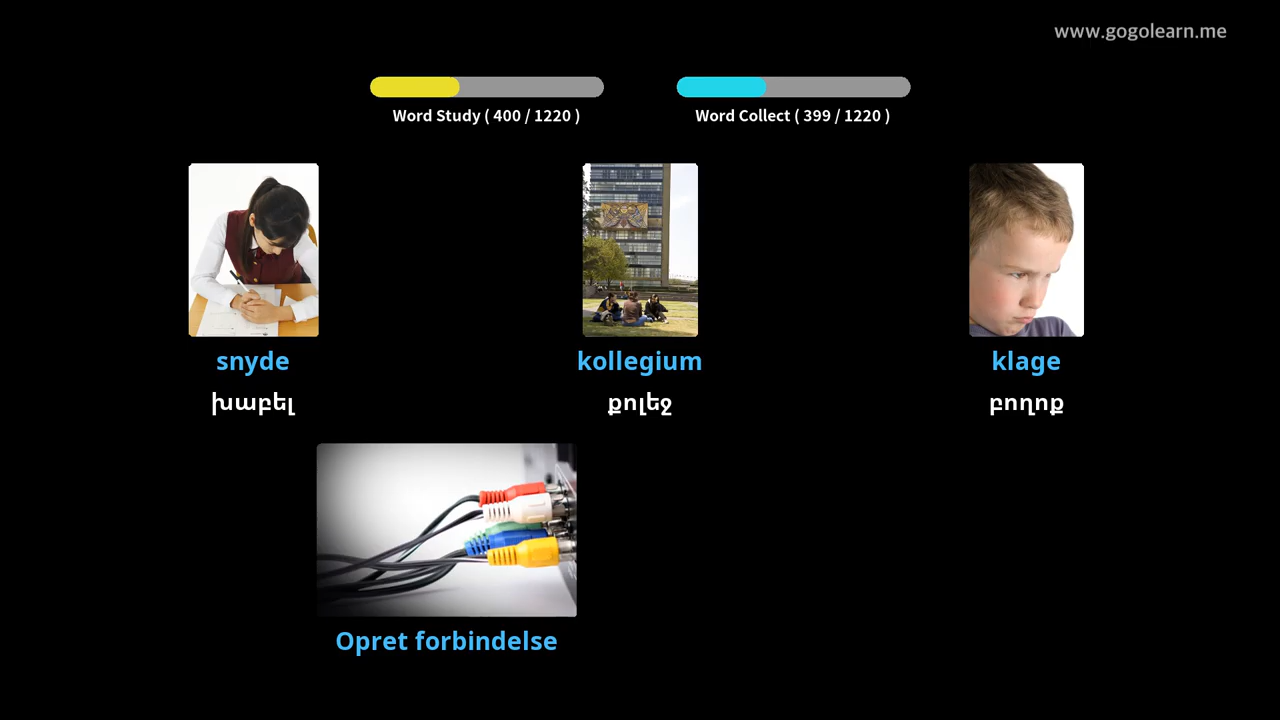 www.gogolearn.me
Word Study ( 400 / 1220 )
Word Collect ( 399 / 1220 )
snyde
kollegium
klage
խաբել
քոլեջ
բողոք
Opret forbindelse